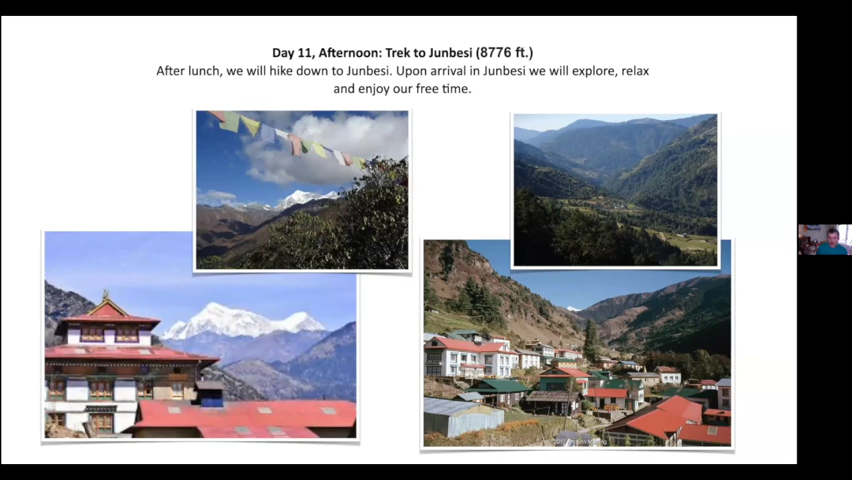 Day 11, Afternoon: Trek to Junbesi (8776 ft.)
After lunch, we will hike down to Junbesi. Upon arrival in Junbesi we will explore, relax
and enjoy our free time.